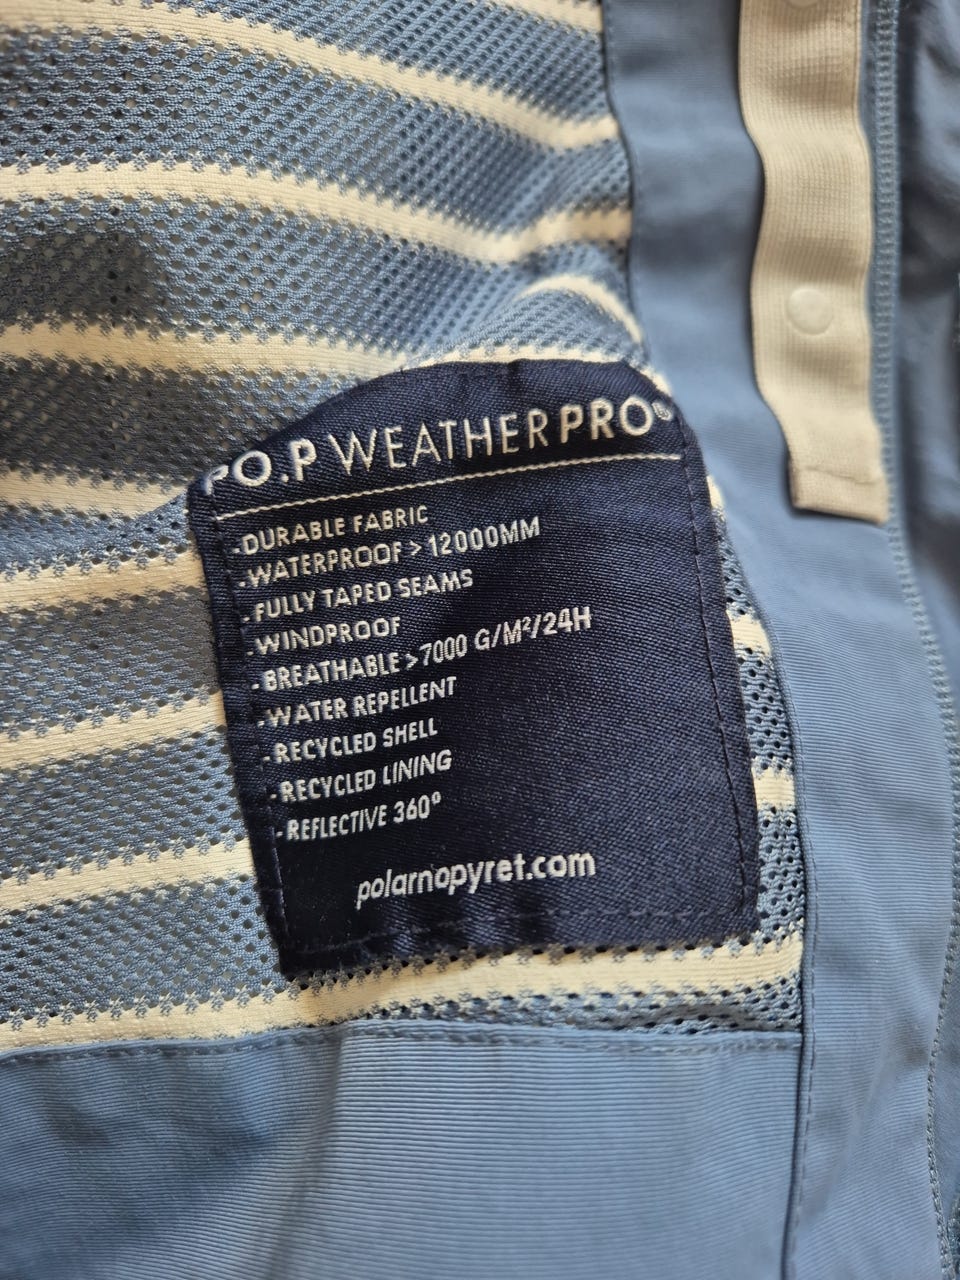 PO.P WEATHERPRO®
-DURABLE FABRIC
-WATERPROOF > 12000MM
-FULLY TAPED SEAMS
-WINDPROOF
-BREATHABLE > 7000 G/M²/24H
-WATER REPELLENT
-RECYCLED SHELL
-RECYCLED LINING
-REFLECTIVE 360°
polarnopyret.com